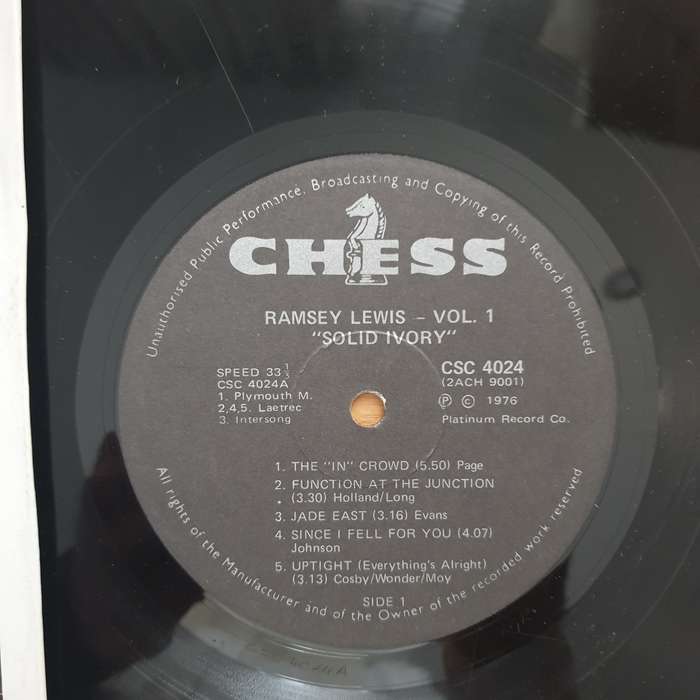 Unauthorised Public Performance, Broadcasting and Copying of this Record Prohibited
CHESS
RAMSEY LEWIS - VOL. 1
"SOLID IVORY"
SPEED 33⅓
CSC 4024A
1. Plymouth M.
2,4,5. Laetrec
3. Intersong
CSC 4024
(2ACH 9001)
Ⓟ © 1976
Platinum Record Co.
1. THE "IN" CROWD (5.50) Page
2. FUNCTION AT THE JUNCTION
(3.30) Holland/Long
3. JADE EAST (3.16) Evans
4. SINCE I FELL FOR YOU (4.07)
Johnson
5. UPTIGHT (Everything's Alright)
(3.13) Cosby/Wonder/Moy
SIDE 1
All rights of the Manufacturer and of the Owner of the recorded work reserved